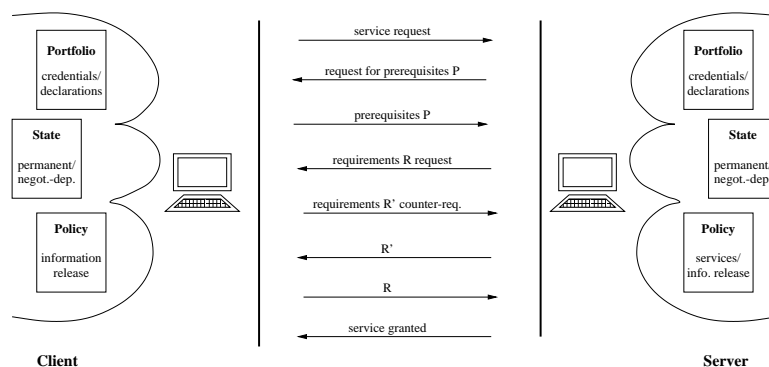 Portfolio
credentials/
declarations
State
permanent/
negot.-dep.
Policy
information
release
Client
service request
request for prerequisites P
prerequisites P
requirements R request
requirements R' counter-req.
R'
R
service granted
Portfolio
credentials/
declarations
State
permanent/
negot.-dep.
Policy
services/
info. release
Server